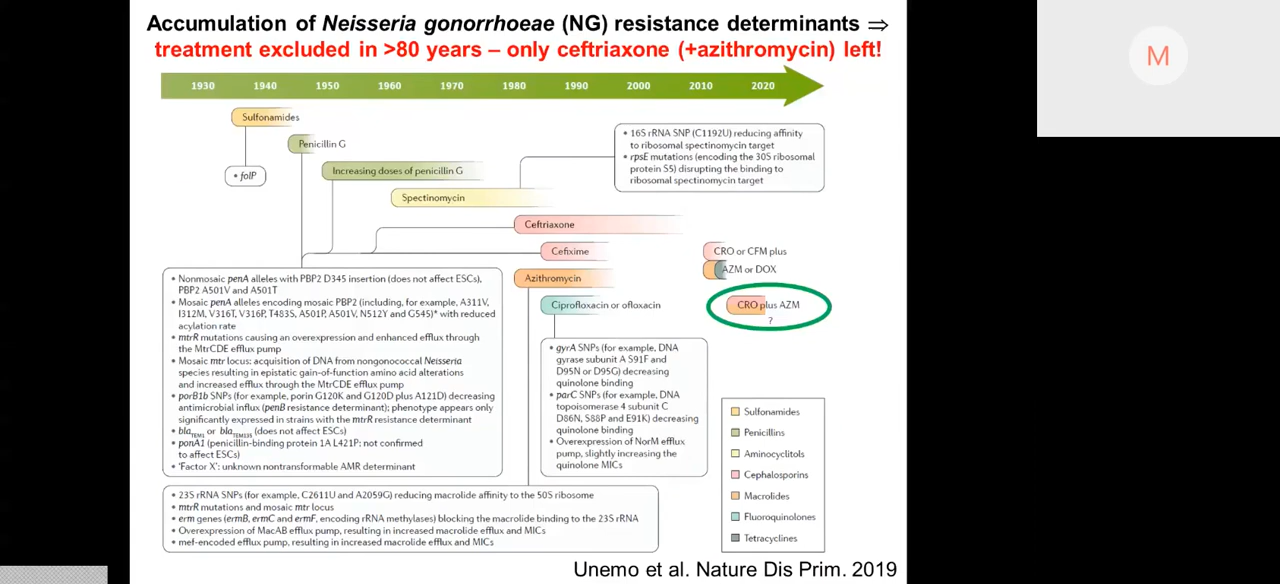 Accumulation of Neisseria gonorrhoeae (NG) resistance determinants ⇒
treatment excluded in >80 years – only ceftriaxone (+azithromycin) left!
M
1930 1940 1950 1960 1970 1980 1990 2000 2010 2020
Sulfonamides
Penicillin G
• folP
Increasing doses of penicillin G
Spectinomycin
• 16S rRNA SNP (C1192U) reducing affinity
to ribosomal spectinomycin target
• rpsE mutations (encoding the 30S ribosomal
protein S5) disrupting the binding to
ribosomal spectinomycin target
Ceftriaxone
Cefixime
CRO or CFM plus
AZM or DOX
Azithromycin
Ciprofloxacin or ofloxacin
CRO plus AZM
?
• Nonmosaic penA alleles with PBP2 D345 insertion (does not affect ESCs),
PBP2 A501V and A501T
• Mosaic penA alleles encoding mosaic PBP2 (including, for example, A311V,
I312M, V316T, V316P, T483S, A501P, A501V, N512Y and G545)* with reduced
acylation rate
• mtrR mutations causing an overexpression and enhanced efflux through
the MtrCDE efflux pump
• Mosaic mtr locus: acquisition of DNA from nongonococcal Neisseria
species resulting in epistatic gain-of-function amino acid alterations
and increased efflux through the MtrCDE efflux pump
• porB1b SNPs (for example, porin G120K and G120D plus A121D) decreasing
antimicrobial influx (penB resistance determinant); phenotype appears only
significantly expressed in strains with the mtrR resistance determinant
• blaTEM1 or blaTEM135 (does not affect ESCs)
• ponA1 (penicillin-binding protein 1A L421P; not confirmed
to affect ESCs)
• 'Factor X': unknown nontransformable AMR determinant
• gyrA SNPs (for example, DNA
gyrase subunit A S91F and
D95N or D95G) decreasing
quinolone binding
• parC SNPs (for example, DNA
topoisomerase 4 subunit C
D86N, S88P and E91K) decreasing
quinolone binding
• Overexpression of NorM efflux
pump, slightly increasing the
quinolone MICs
Sulfonamides
Penicillins
Aminocyclitols
Cephalosporins
Macrolides
Fluoroquinolones
Tetracyclines
• 23S rRNA SNPs (for example, C2611U and A2059G) reducing macrolide affinity to the 50S ribosome
• mtrR mutations and mosaic mtr locus
• erm genes (ermB, ermC and ermF, encoding rRNA methylases) blocking the macrolide binding to the 23S rRNA
• Overexpression of MacAB efflux pump, resulting in increased macrolide efflux and MICs
• mef-encoded efflux pump, resulting in increased macrolide efflux and MICs
Unemo et al. Nature Dis Prim. 2019